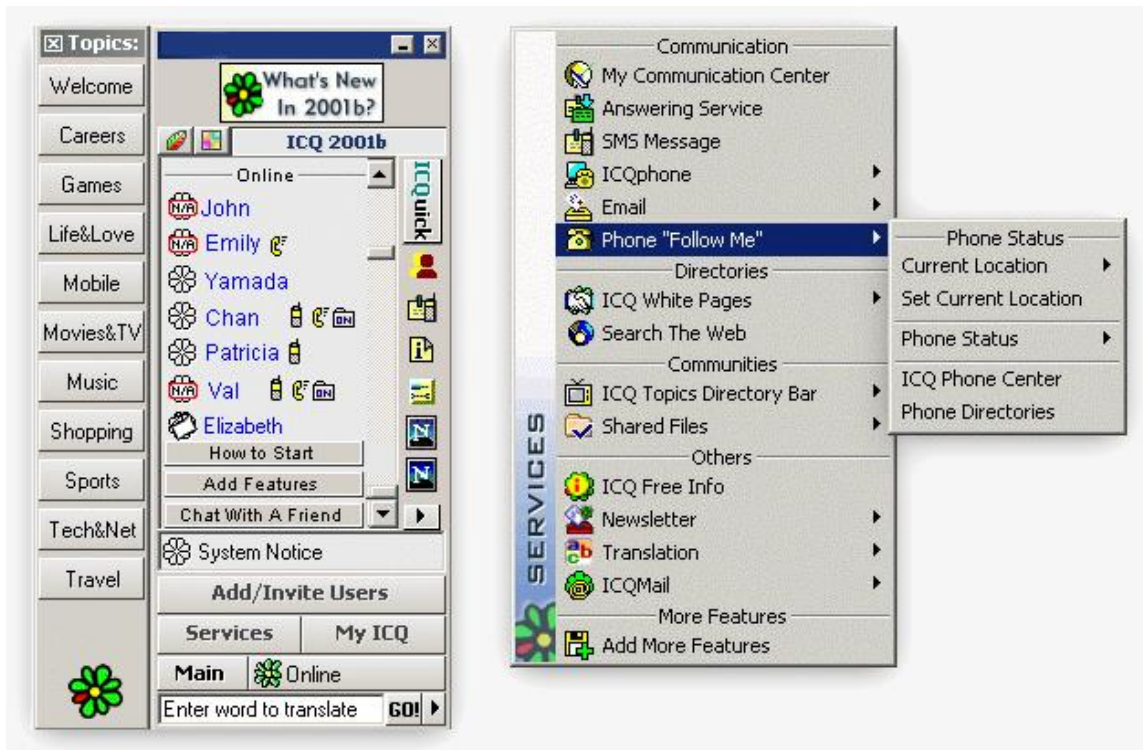 Topics:
Welcome
Careers
Games
Life&Love
Mobile
Movies&TV
Music
Shopping
Sports
Tech&Net
Travel
What's New
In 2001b?
ICQ 2001b
Online
N/A John
N/A Emily
Yamada
Chan ON
Patricia
N/A Val ON
Elizabeth
How to Start
Add Features
Chat With A Friend
ICQuick
N
N
System Notice
Add/Invite Users
Services My ICQ
Main Online
Enter word to translate GO!
SERVICES
Communication
My Communication Center
Answering Service
SMS Message
ICQphone
Email
Phone "Follow Me"
Directories
ICQ White Pages
Search The Web
Communities
ICQ Topics Directory Bar
Shared Files
Others
ICQ Free Info
Newsletter
Translation
ICQMail
More Features
Add More Features
Phone Status
Current Location
Set Current Location
Phone Status
ICQ Phone Center
Phone Directories